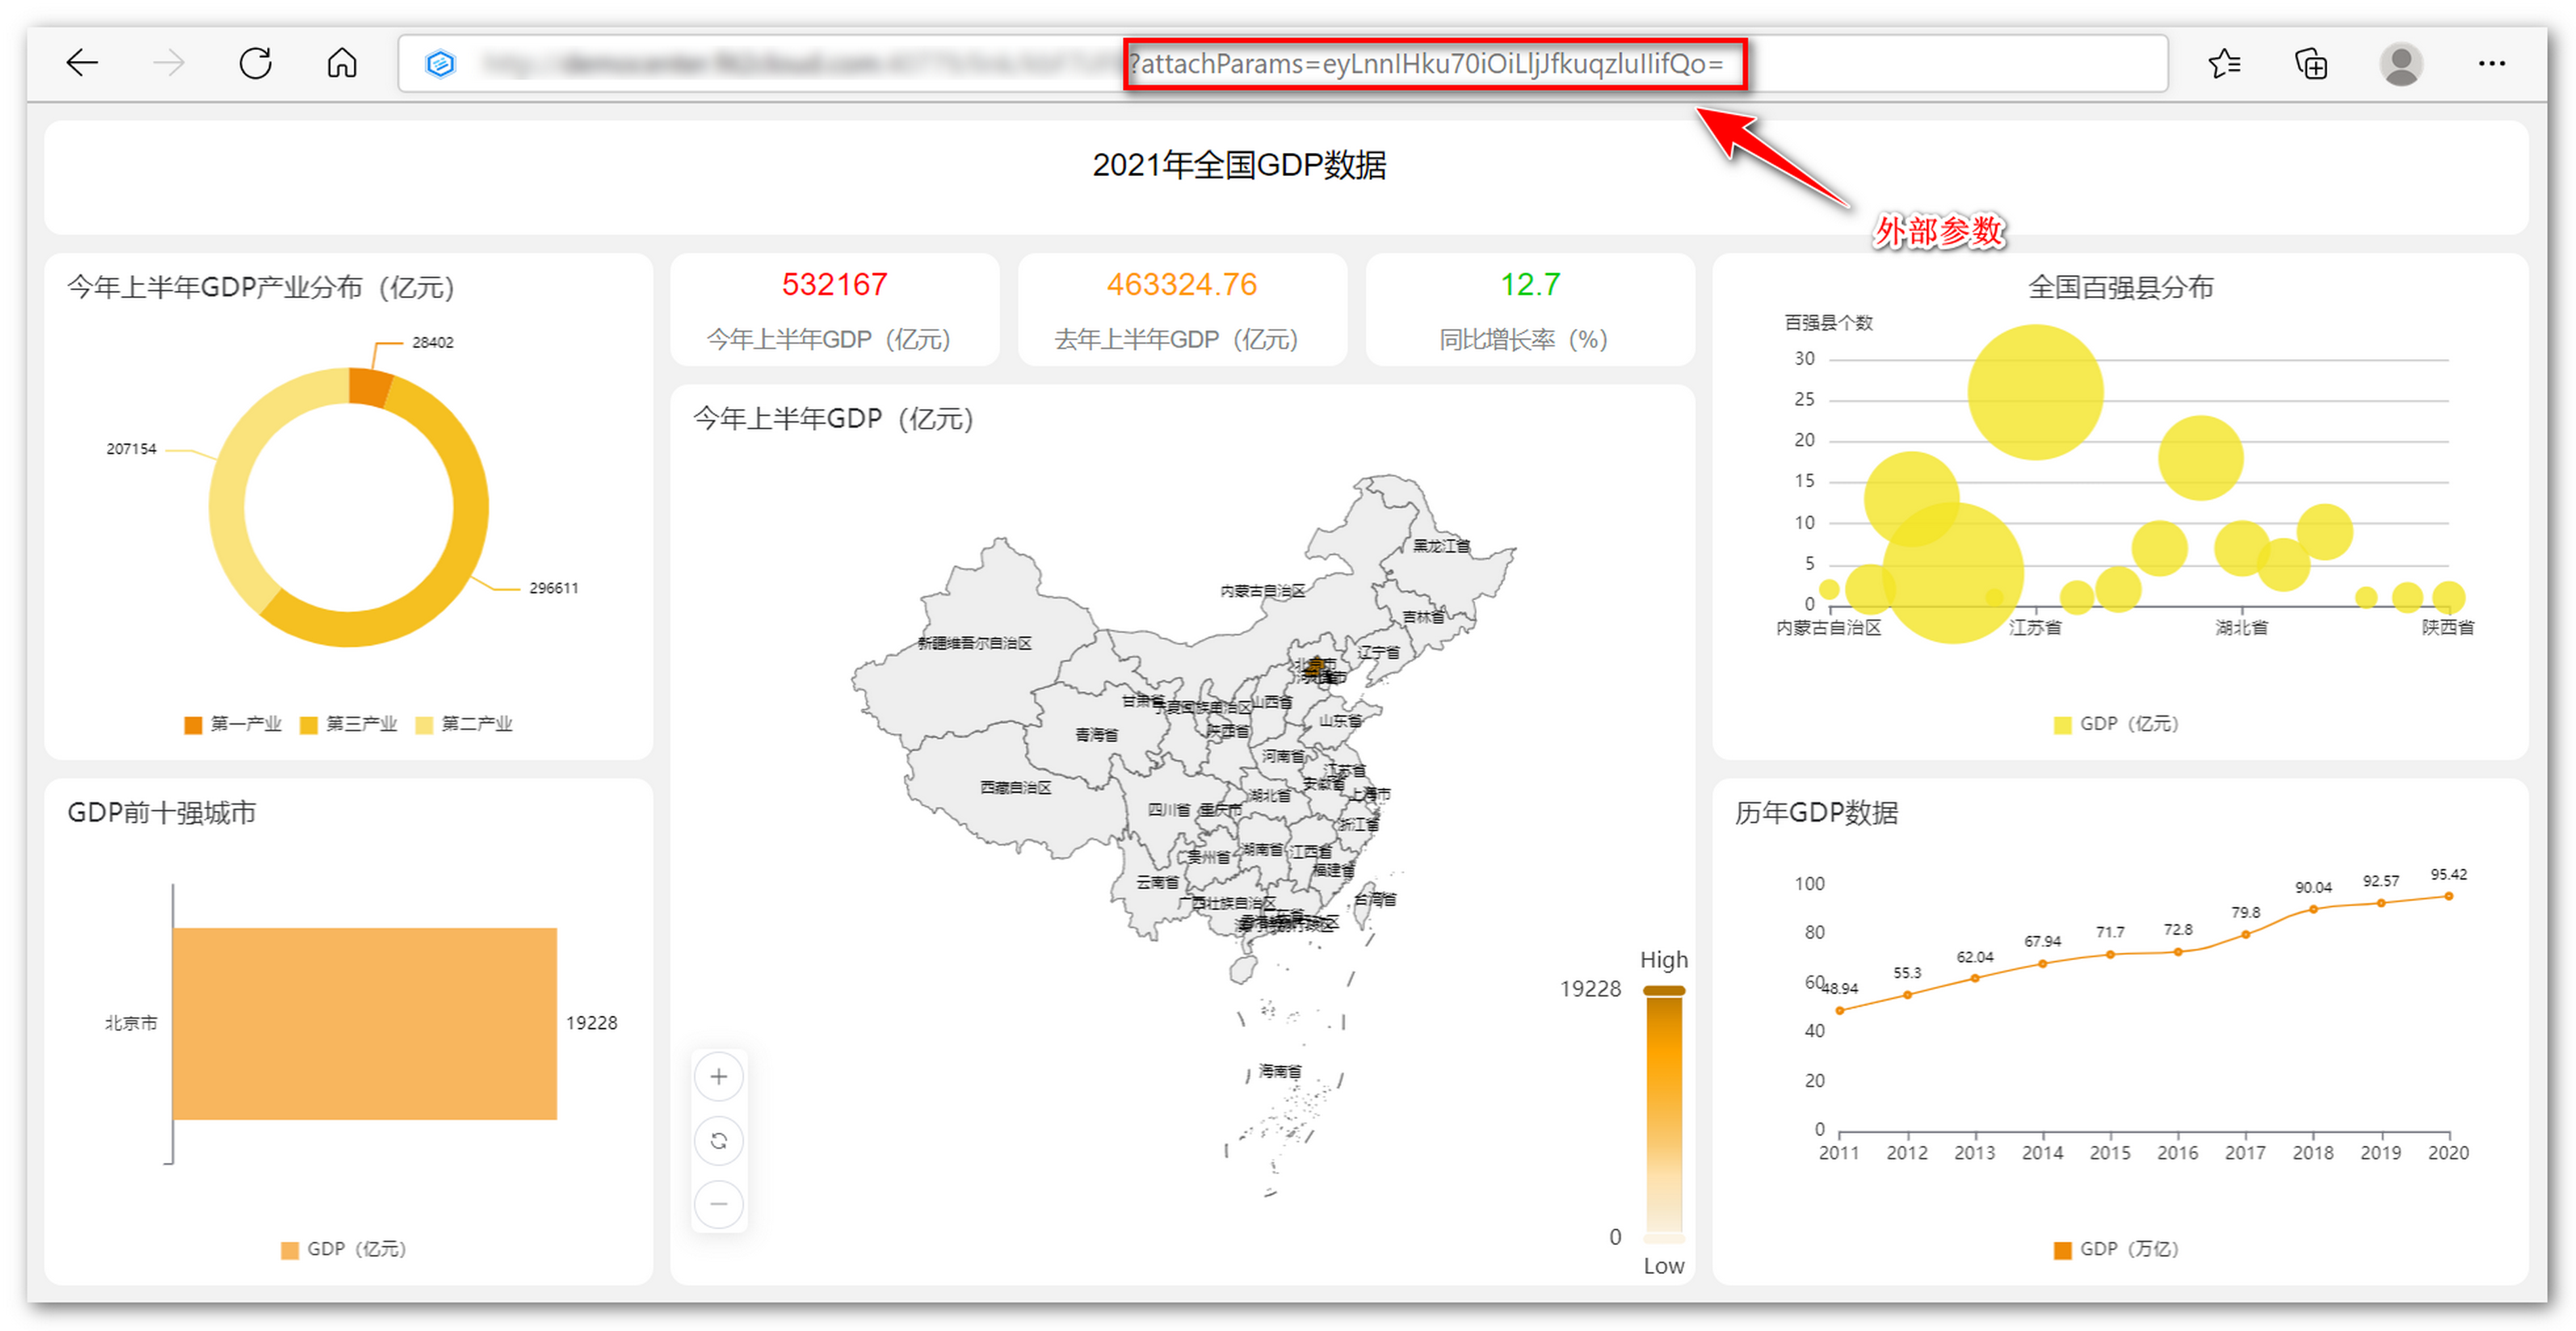 ?attachParams=eyLnnIHku70iOiLljJfkuqzluIIifQo=
外部参数
2021年全国GDP数据
今年上半年GDP产业分布（亿元）
28402
207154
296611
第一产业 第三产业 第二产业
532167
今年上半年GDP（亿元）
463324.76
去年上半年GDP（亿元）
12.7
同比增长率（%）
全国百强县分布
百强县个数
30
25
20
15
10
5
0
内蒙古自治区 江苏省 湖北省 陕西省
GDP（亿元）
今年上半年GDP（亿元）
黑龙江省
内蒙古自治区
吉林省
新疆维吾尔自治区
辽宁省
北京市
甘肃省
宁夏回族自治区
山西省
山东省
陕西省
青海省
河南省
江苏省
安徽省
西藏自治区
上海市
湖北省
四川省
重庆市
浙江省
湖南省
江西省
贵州省
福建省
云南省
台湾省
广西壮族自治区
海南省
High
19228
0
Low
GDP前十强城市
北京市
19228
GDP（亿元）
历年GDP数据
100
80
60
40
20
0
48.94
55.3
62.04
67.94
71.7
72.8
79.8
90.04
92.57
95.42
2011 2012 2013 2014 2015 2016 2017 2018 2019 2020
GDP（万亿）